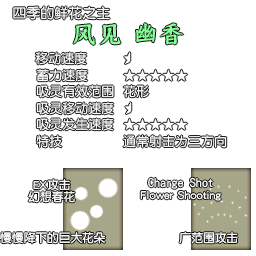 四季的鲜花之主
风见 幽香
移动速度
蓄力速度 ☆☆☆☆☆
吸灵有效范围 花形
吸灵移动速度
吸灵发生速度 ☆☆☆☆☆
特技 通常射击为三方向
EX攻击
幻想春花
慢慢降下的巨大花朵
Charge Shot
Flower Shooting
广范围攻击